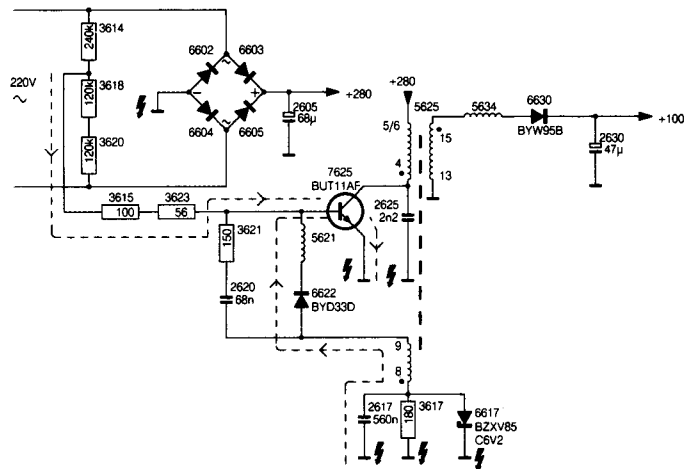 3614
240k
6602
6603
3618
120k
220V
~
~
-
+
+280
2605
68µ
+280
5625
5634
6630
BYW95B
+100
5/6
15
2630
47µ
3620
120k
6604
6605
~
4
13
7625
BUT11AF
3615
100
3623
56
2625
2n2
3621
150
5621
2620
68n
6622
BYD33D
9
8
2617
560n
180
3617
6617
BZXV85
C6V2